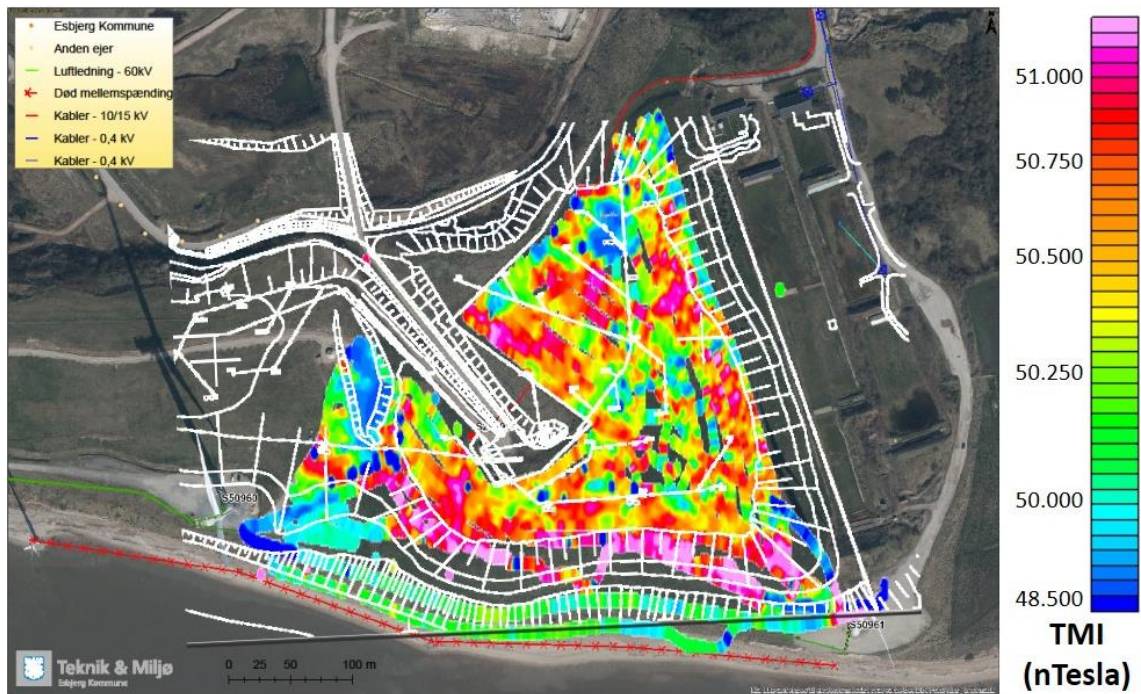 Esbjerg Kommune
Anden ejer
Luftledning - 60kV
Død mellemspænding
Kabler - 10/15 kV
Kabler - 0,4 kV
Kabler - 0,4 kV
N
51.000
50.750
50.500
50.250
50.000
48.500
TMI
(nTesla)
S50960
S50961
Teknik & Miljø
Esbjerg Kommune
0 25 50 100 m